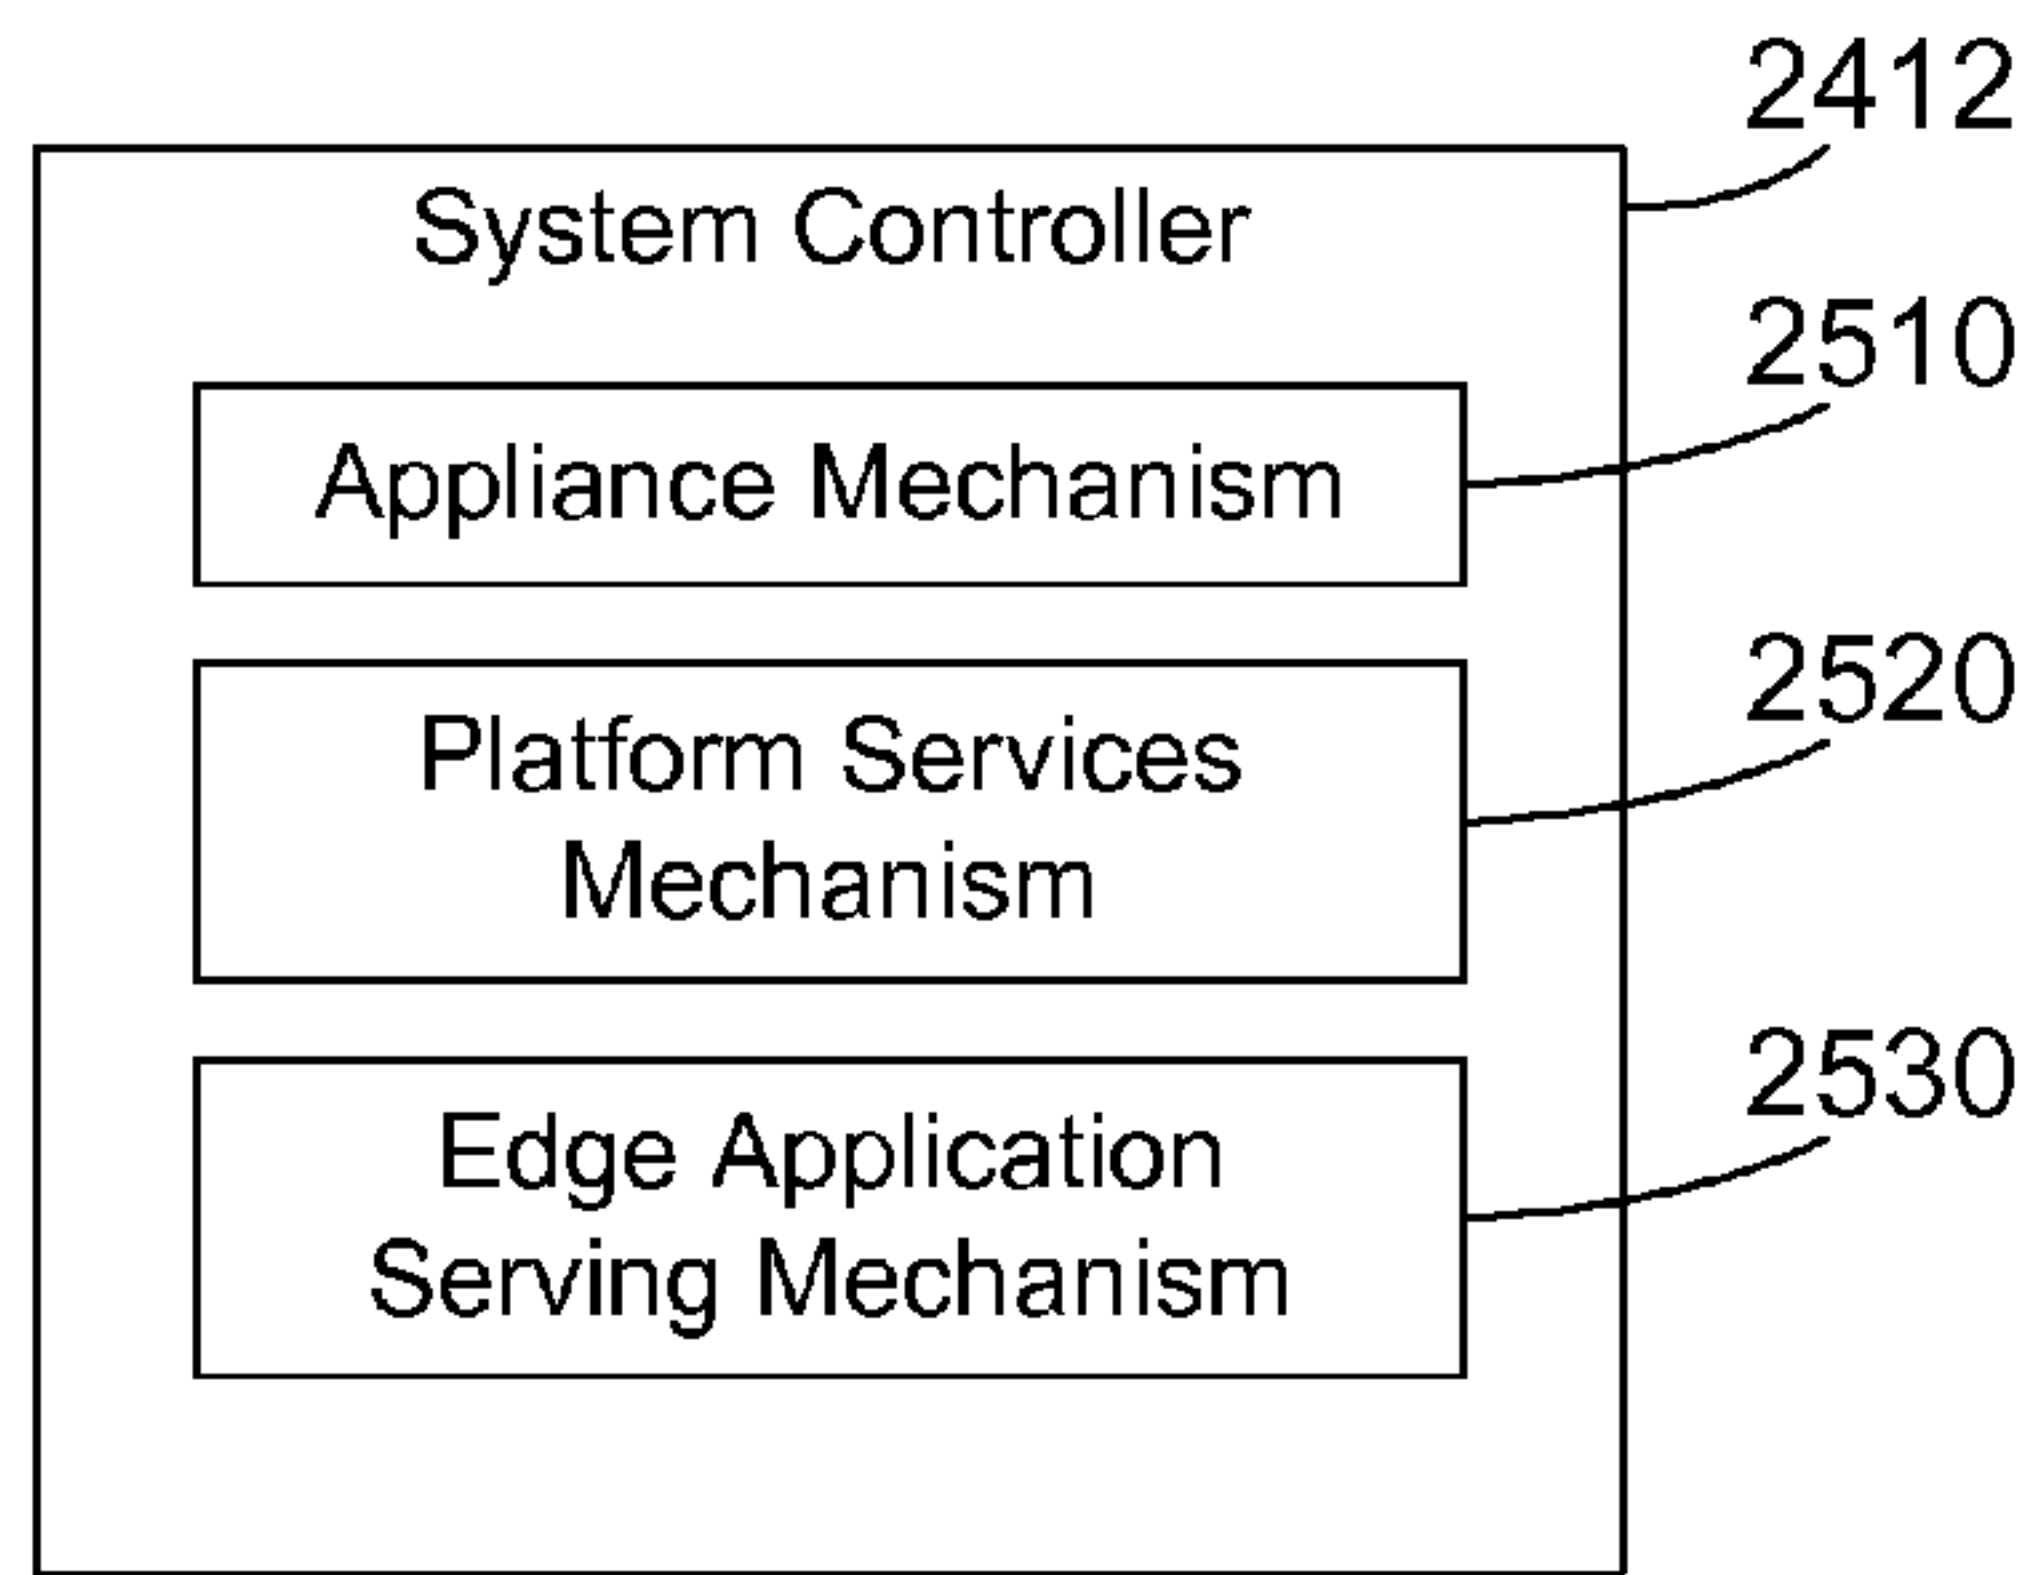 2412
System Controller
2510
Appliance Mechanism
2520
Platform Services
Mechanism
2530
Edge Application
Serving Mechanism